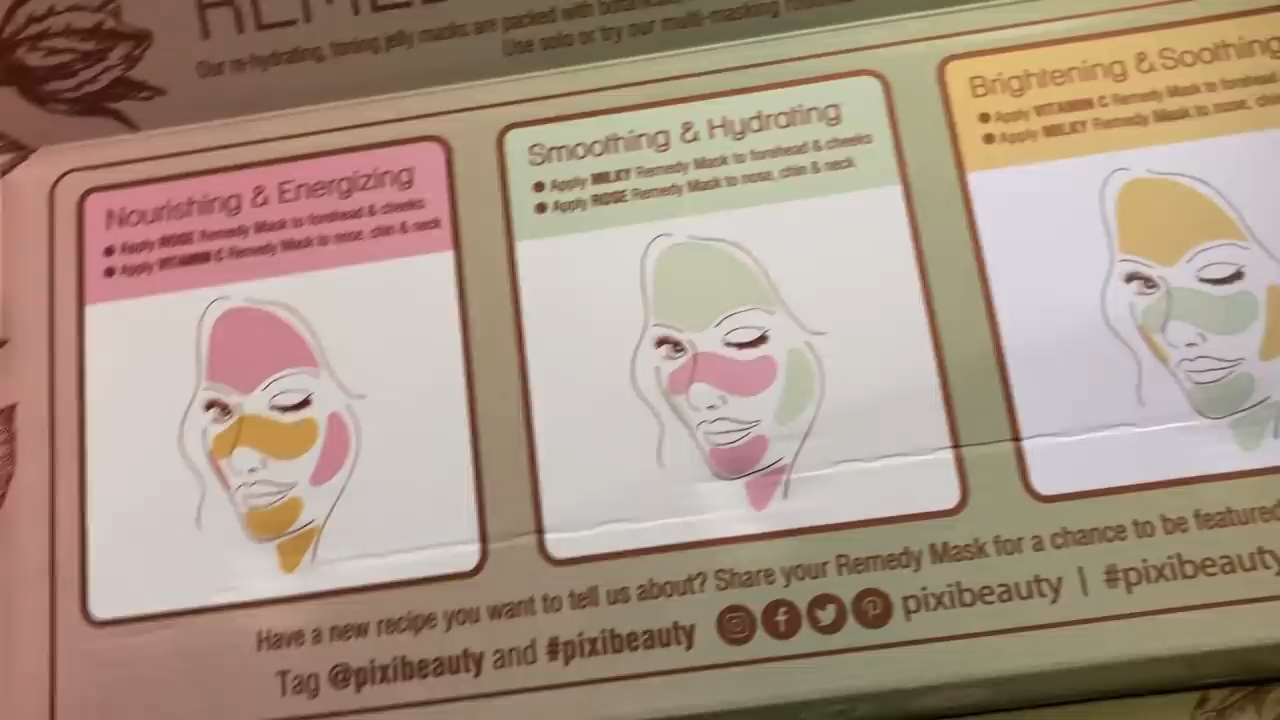 Our re-hydrating, toning jelly masks are packed with
Use solo or try our multi-masking
Nourishing & Energizing
● Apply ROSE Remedy Mask to forehead & cheeks
● Apply VITAMIN C Remedy Mask to nose, chin & neck
Smoothing & Hydrating
● Apply MILKY Remedy Mask to forehead & cheeks
● Apply ROSE Remedy Mask to nose, chin & neck
Brightening & Soothing
● Apply VITAMIN C Remedy Mask to forehead
● Apply MILKY Remedy Mask to nose,
Have a new recipe you want to tell us about? Share your Remedy Mask for a chance to be featured
Tag @pixibeauty and #pixibeauty pixibeauty | #pixibeauty